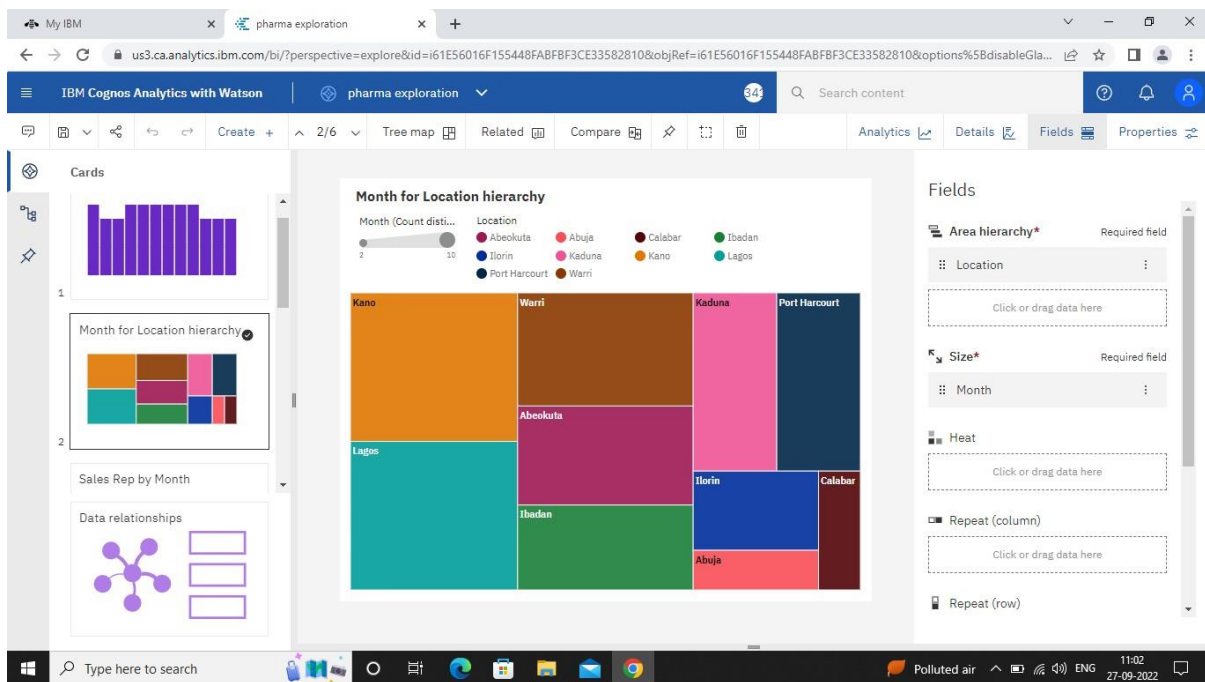 My IBM
pharma exploration
us3.ca.analytics.ibm.com/bi/?perspective=explore&id=i61E56016F155448FABFBF3CE33582810&objRef=i61E56016F155448FABFBF3CE33582810&options%5BdisableGla...
IBM Cognos Analytics with Watson
pharma exploration
Search content
Create +
2/6
Tree map
Related
Compare
Analytics
Details
Fields
Properties
Cards
1
Month for Location hierarchy
2
Sales Rep by Month
Data relationships
Month for Location hierarchy
Month (Count disti...
2 10
Location
Abeokuta Abuja Calabar Ibadan
Ilorin Kaduna Kano Lagos
Port Harcourt Warri
Kano
Warri
Kaduna
Port Harcourt
Abeokuta
Lagos
Ilorin
Calabar
Ibadan
Abuja
Fields
Area hierarchy* Required field
Location
Click or drag data here
Size* Required field
Month
Heat
Click or drag data here
Repeat (column)
Click or drag data here
Repeat (row)
Type here to search
Polluted air
ENG
11:02
27-09-2022